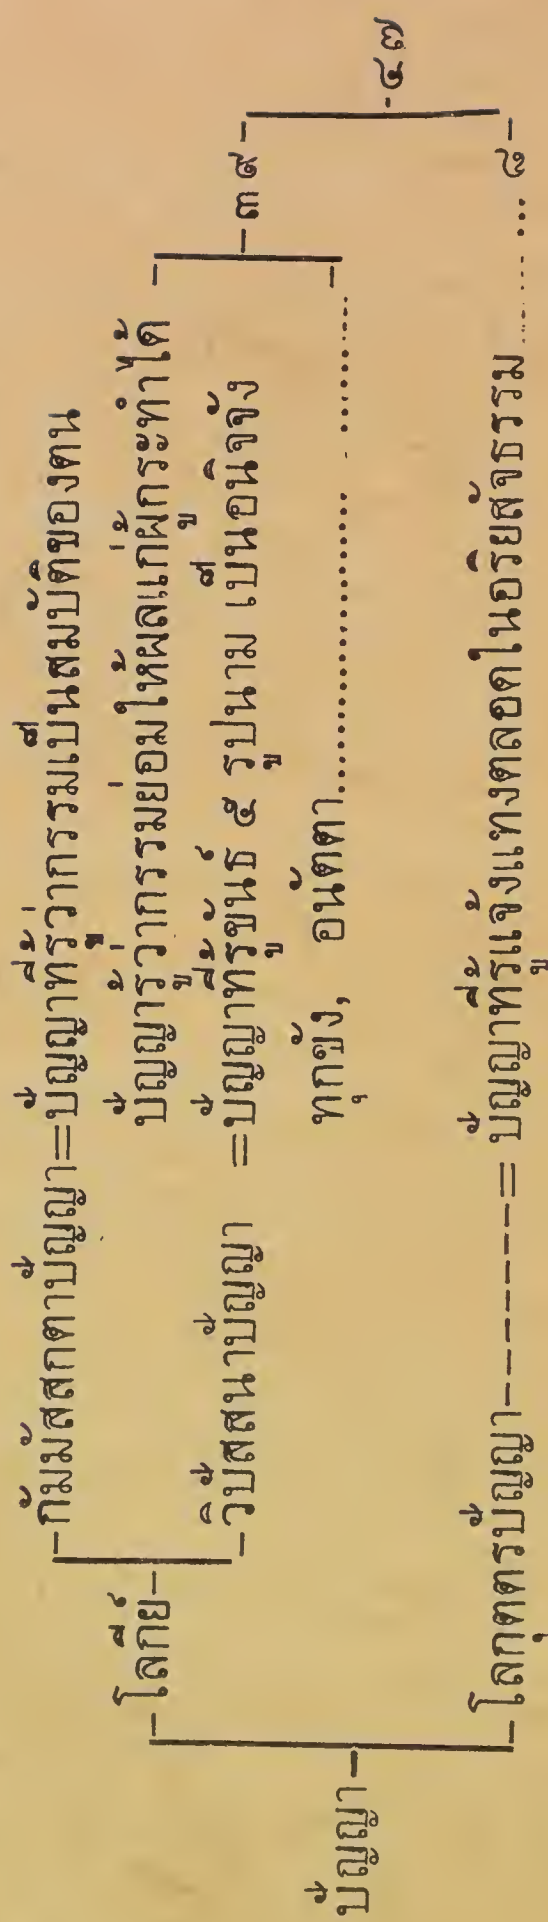 กัมมัสสกตาปัญญา=ปัญญาที่รู้ว่ากรรมเป็นสมบัติของตน
โลกีย์
ปัญญารู้ว่ากรรมย่อมให้ผลแก่ผู้กระทำได้
๓๙
วิปัสสนาปัญญา =ปัญญาที่รู้ขันธ์ ๕ รูปนาม เป็นอนิจจัง
ทุกขัง, อนัตตา
ปัญญา
๔๗
โลกุตตรปัญญา--------= ปัญญาที่รู้แจ้งแทงตลอดในอริยสัจธรรม......... ๘